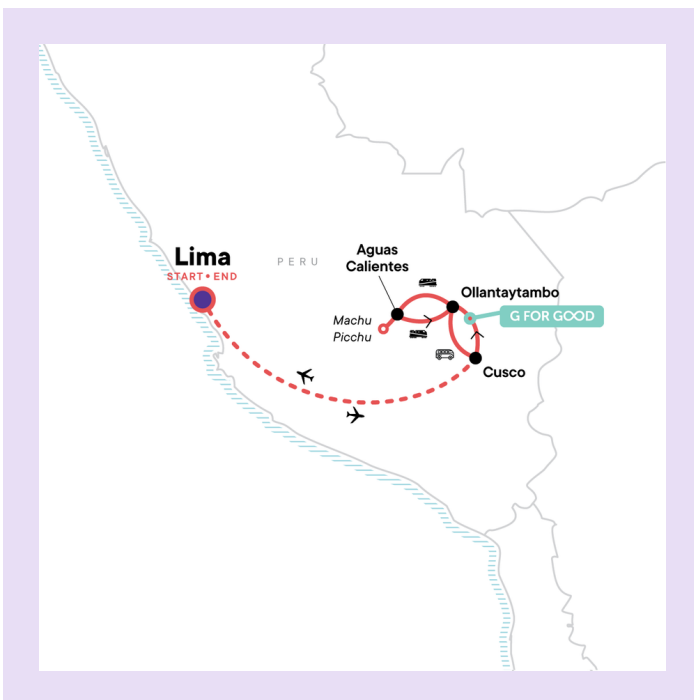 Lima
START • END
PERU
Aguas
Calientes
Machu
Picchu
Ollantaytambo
G FOR GOOD
Cusco